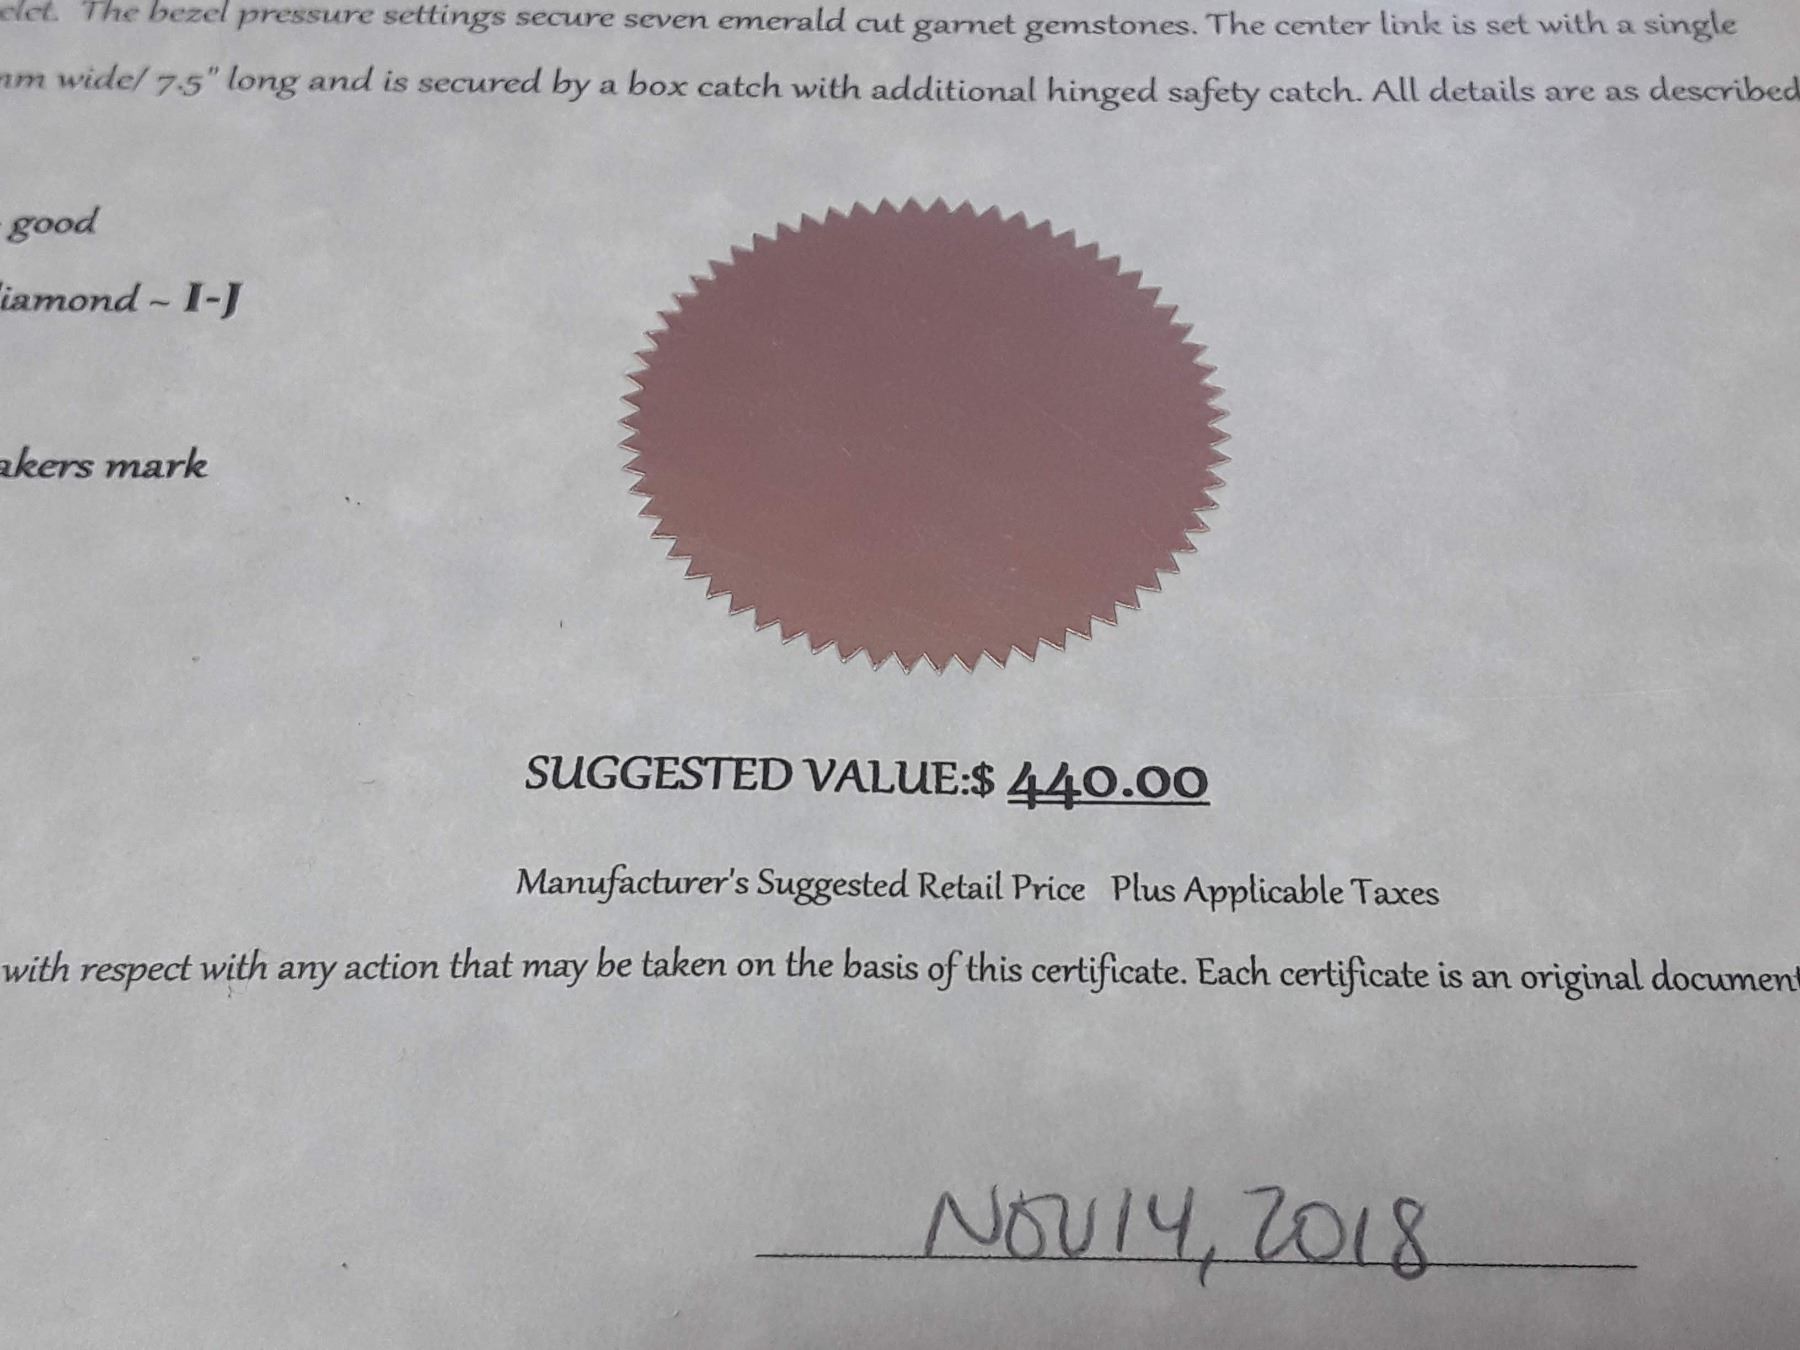 The bezel pressure settings secure seven emerald cut garnet gemstones. The center link is set with a single
wide/ 7.5" long and is secured by a box catch with additional hinged safety catch. All details are as described
good
iamond ~ I-J
akers mark
SUGGESTED VALUE:$ 440.00
Manufacturer's Suggested Retail Price Plus Applicable Taxes
with respect with any action that may be taken on the basis of this certificate. Each certificate is an original document
NOV 14, 2018